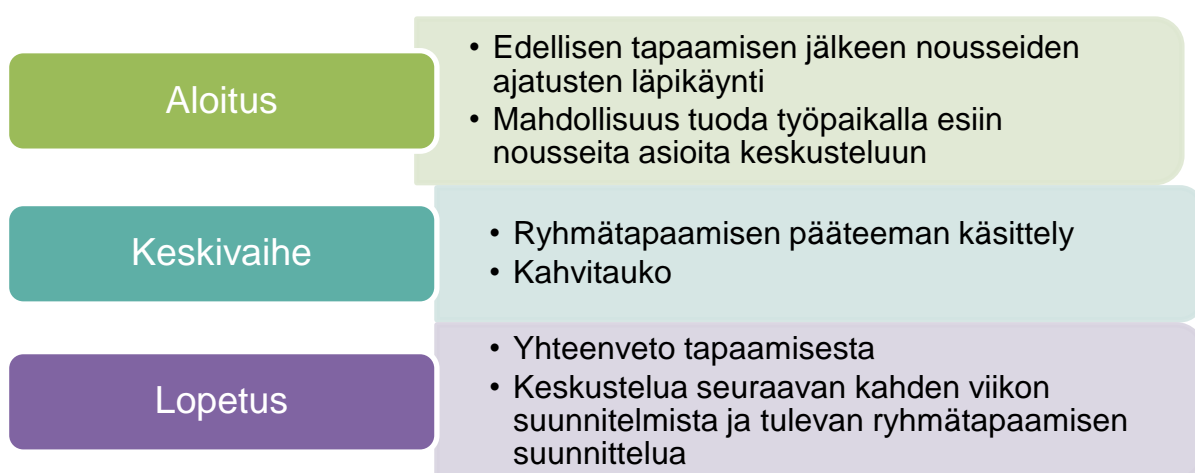 Aloitus
• Edellisen tapaamisen jälkeen nousseiden
ajatusten läpikäynti
• Mahdollisuus tuoda työpaikalla esiin
nousseita asioita keskusteluun
Keskivaihe
• Ryhmätapaamisen pääteeman käsittely
• Kahvitauko
Lopetus
• Yhteenveto tapaamisesta
• Keskustelua seuraavan kahden viikon
suunnitelmista ja tulevan ryhmätapaamisen
suunnittelua